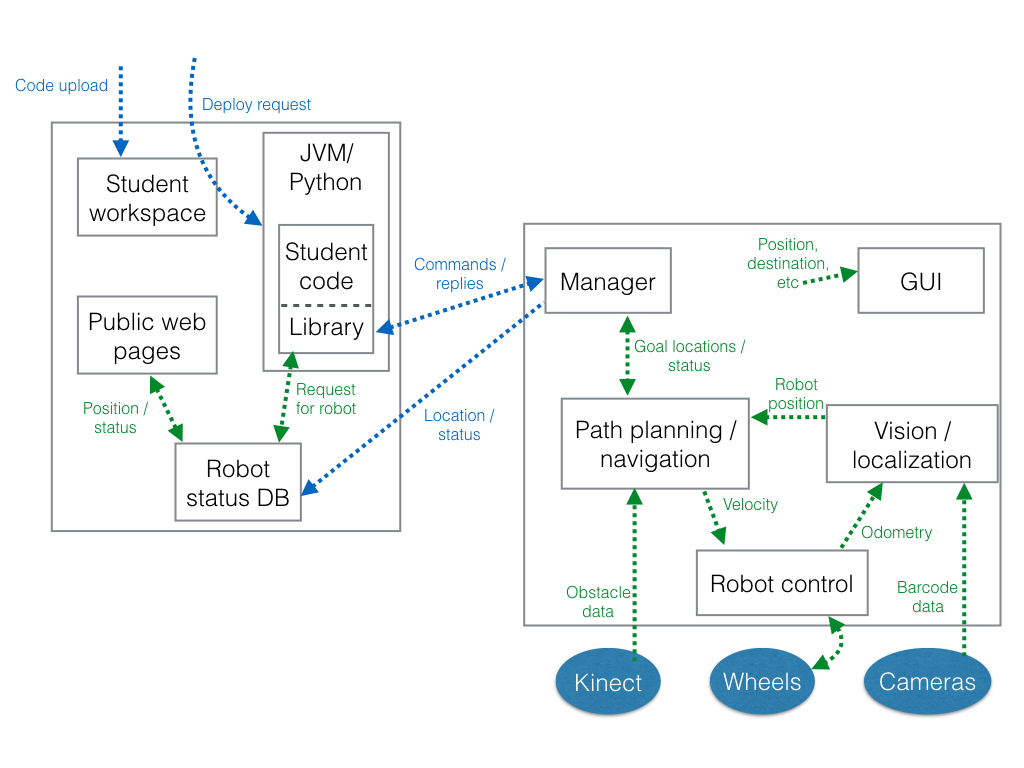 Code upload
Deploy request
JVM/
Python
Student
workspace
Student
code
Library
Public web
pages
Position /
status
Request
for robot
Robot
status DB
Commands /
replies
Location /
status
Manager
Position,
destination,
etc
GUI
Goal locations /
status
Robot
position
Path planning /
navigation
Vision /
localization
Velocity
Odometry
Robot control
Obstacle
data
Barcode
data
Kinect
Wheels
Cameras